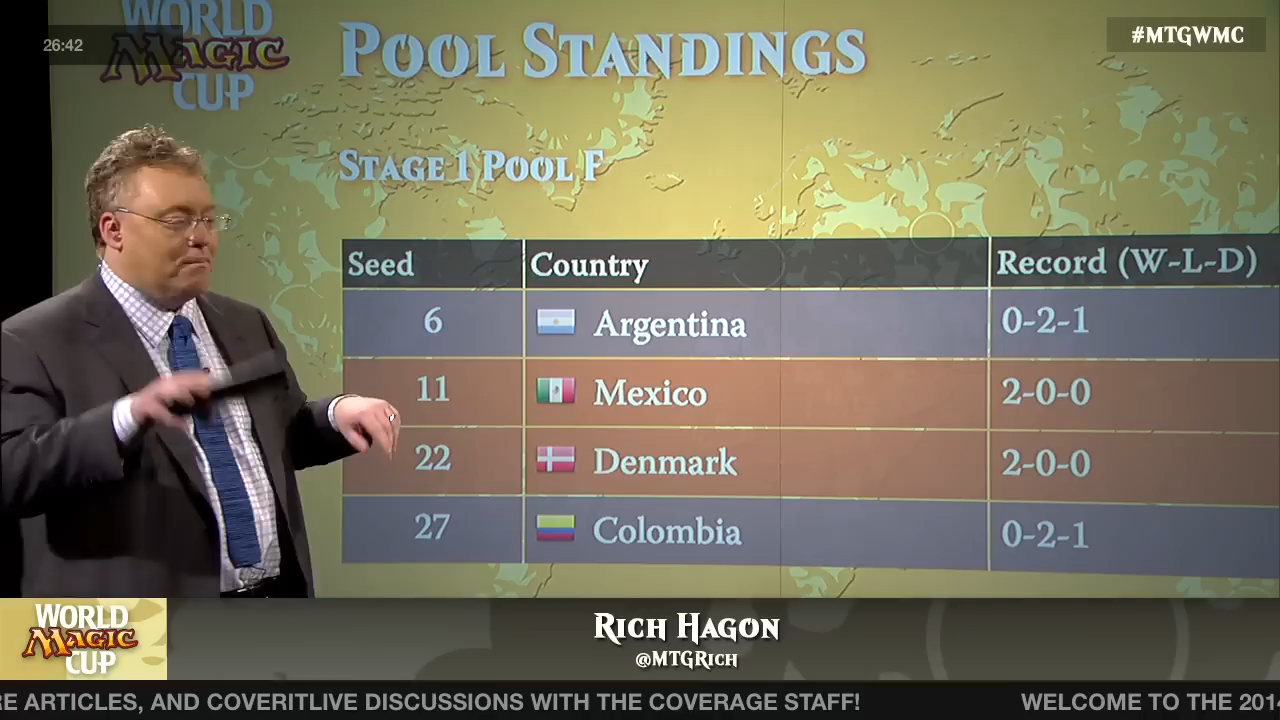 26:42
WORLD
MAGIC
CUP
#MTGWMC
POOL STANDINGS
STAGE 1 POOL F
Seed Country Record (W-L-D)
6 Argentina 0-2-1
11 Mexico 2-0-0
22 Denmark 2-0-0
27 Colombia 0-2-1
WORLD
MAGIC
CUP
RICH HAGON
@MTGRICH
RE ARTICLES, AND COVERITLIVE DISCUSSIONS WITH THE COVERAGE STAFF! WELCOME TO THE 201